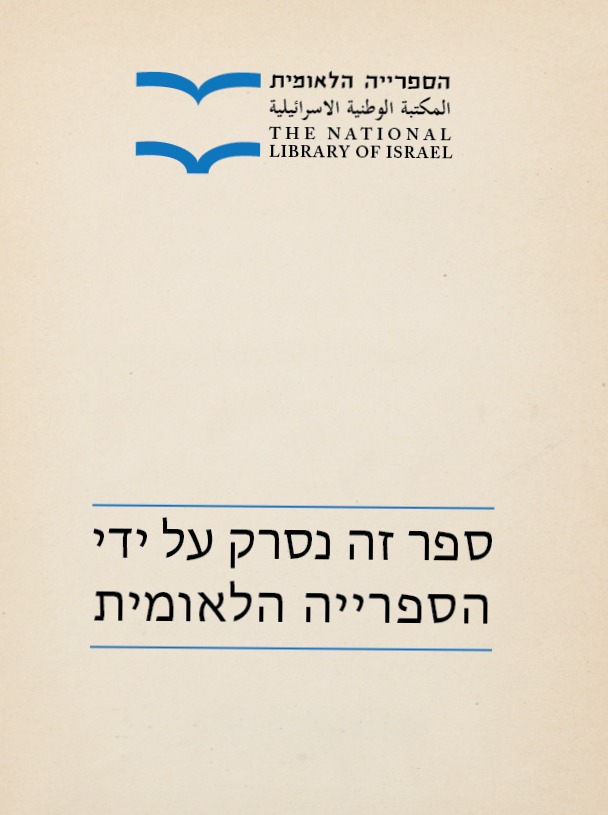 הספרייה הלאומית
المكتبة الوطنية الاسرائيلية
THE NATIONAL
LIBRARY OF ISRAEL
ספר זה נסרק על ידי
הספרייה הלאומית